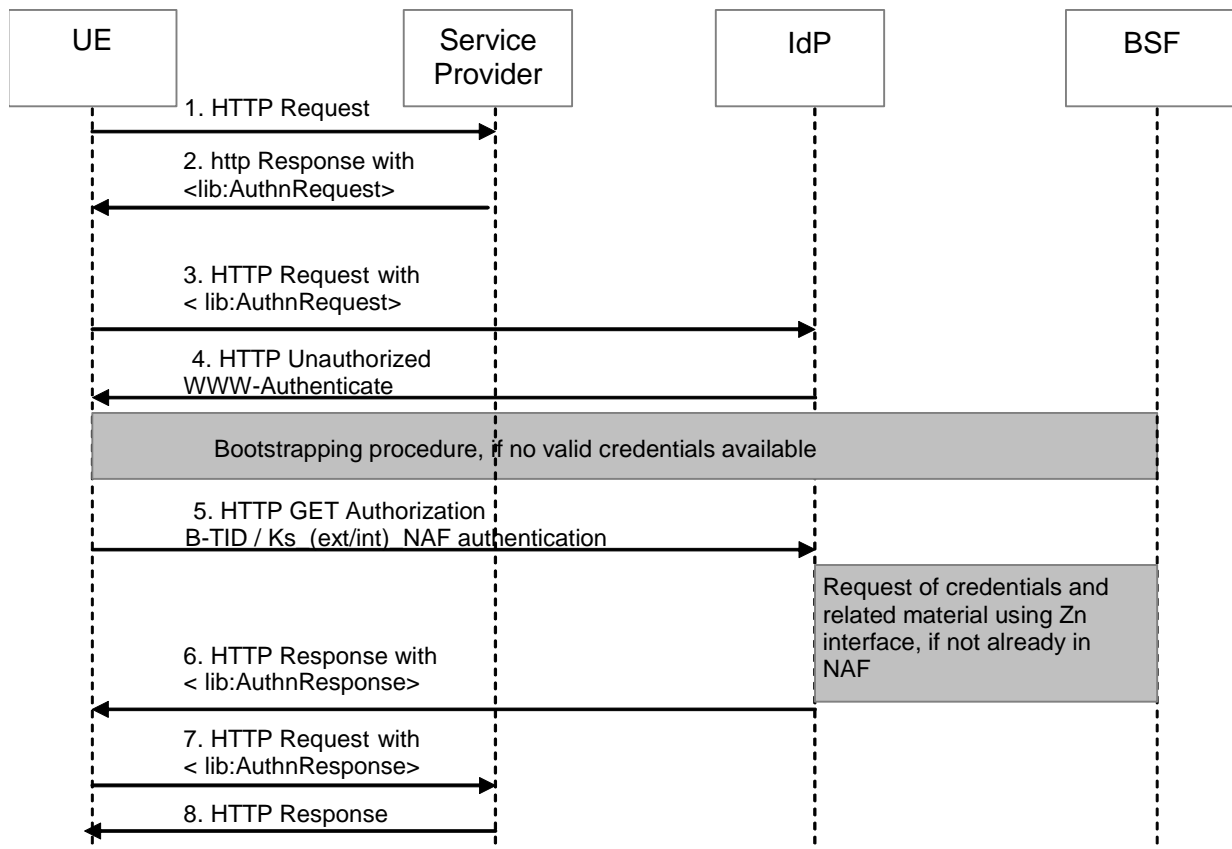 UE
Service
Provider
IdP
BSF
1. HTTP Request
2. http Response with
<lib:AuthnRequest>
3. HTTP Request with
< lib:AuthnRequest>
4. HTTP Unauthorized
WWW-Authenticate
Bootstrapping procedure, if no valid credentials available
5. HTTP GET Authorization
B-TID / Ks_(ext/int)_NAF authentication
Request of credentials and
related material using Zn
interface, if not already in
NAF
6. HTTP Response with
< lib:AuthnResponse>
7. HTTP Request with
< lib:AuthnResponse>
8. HTTP Response